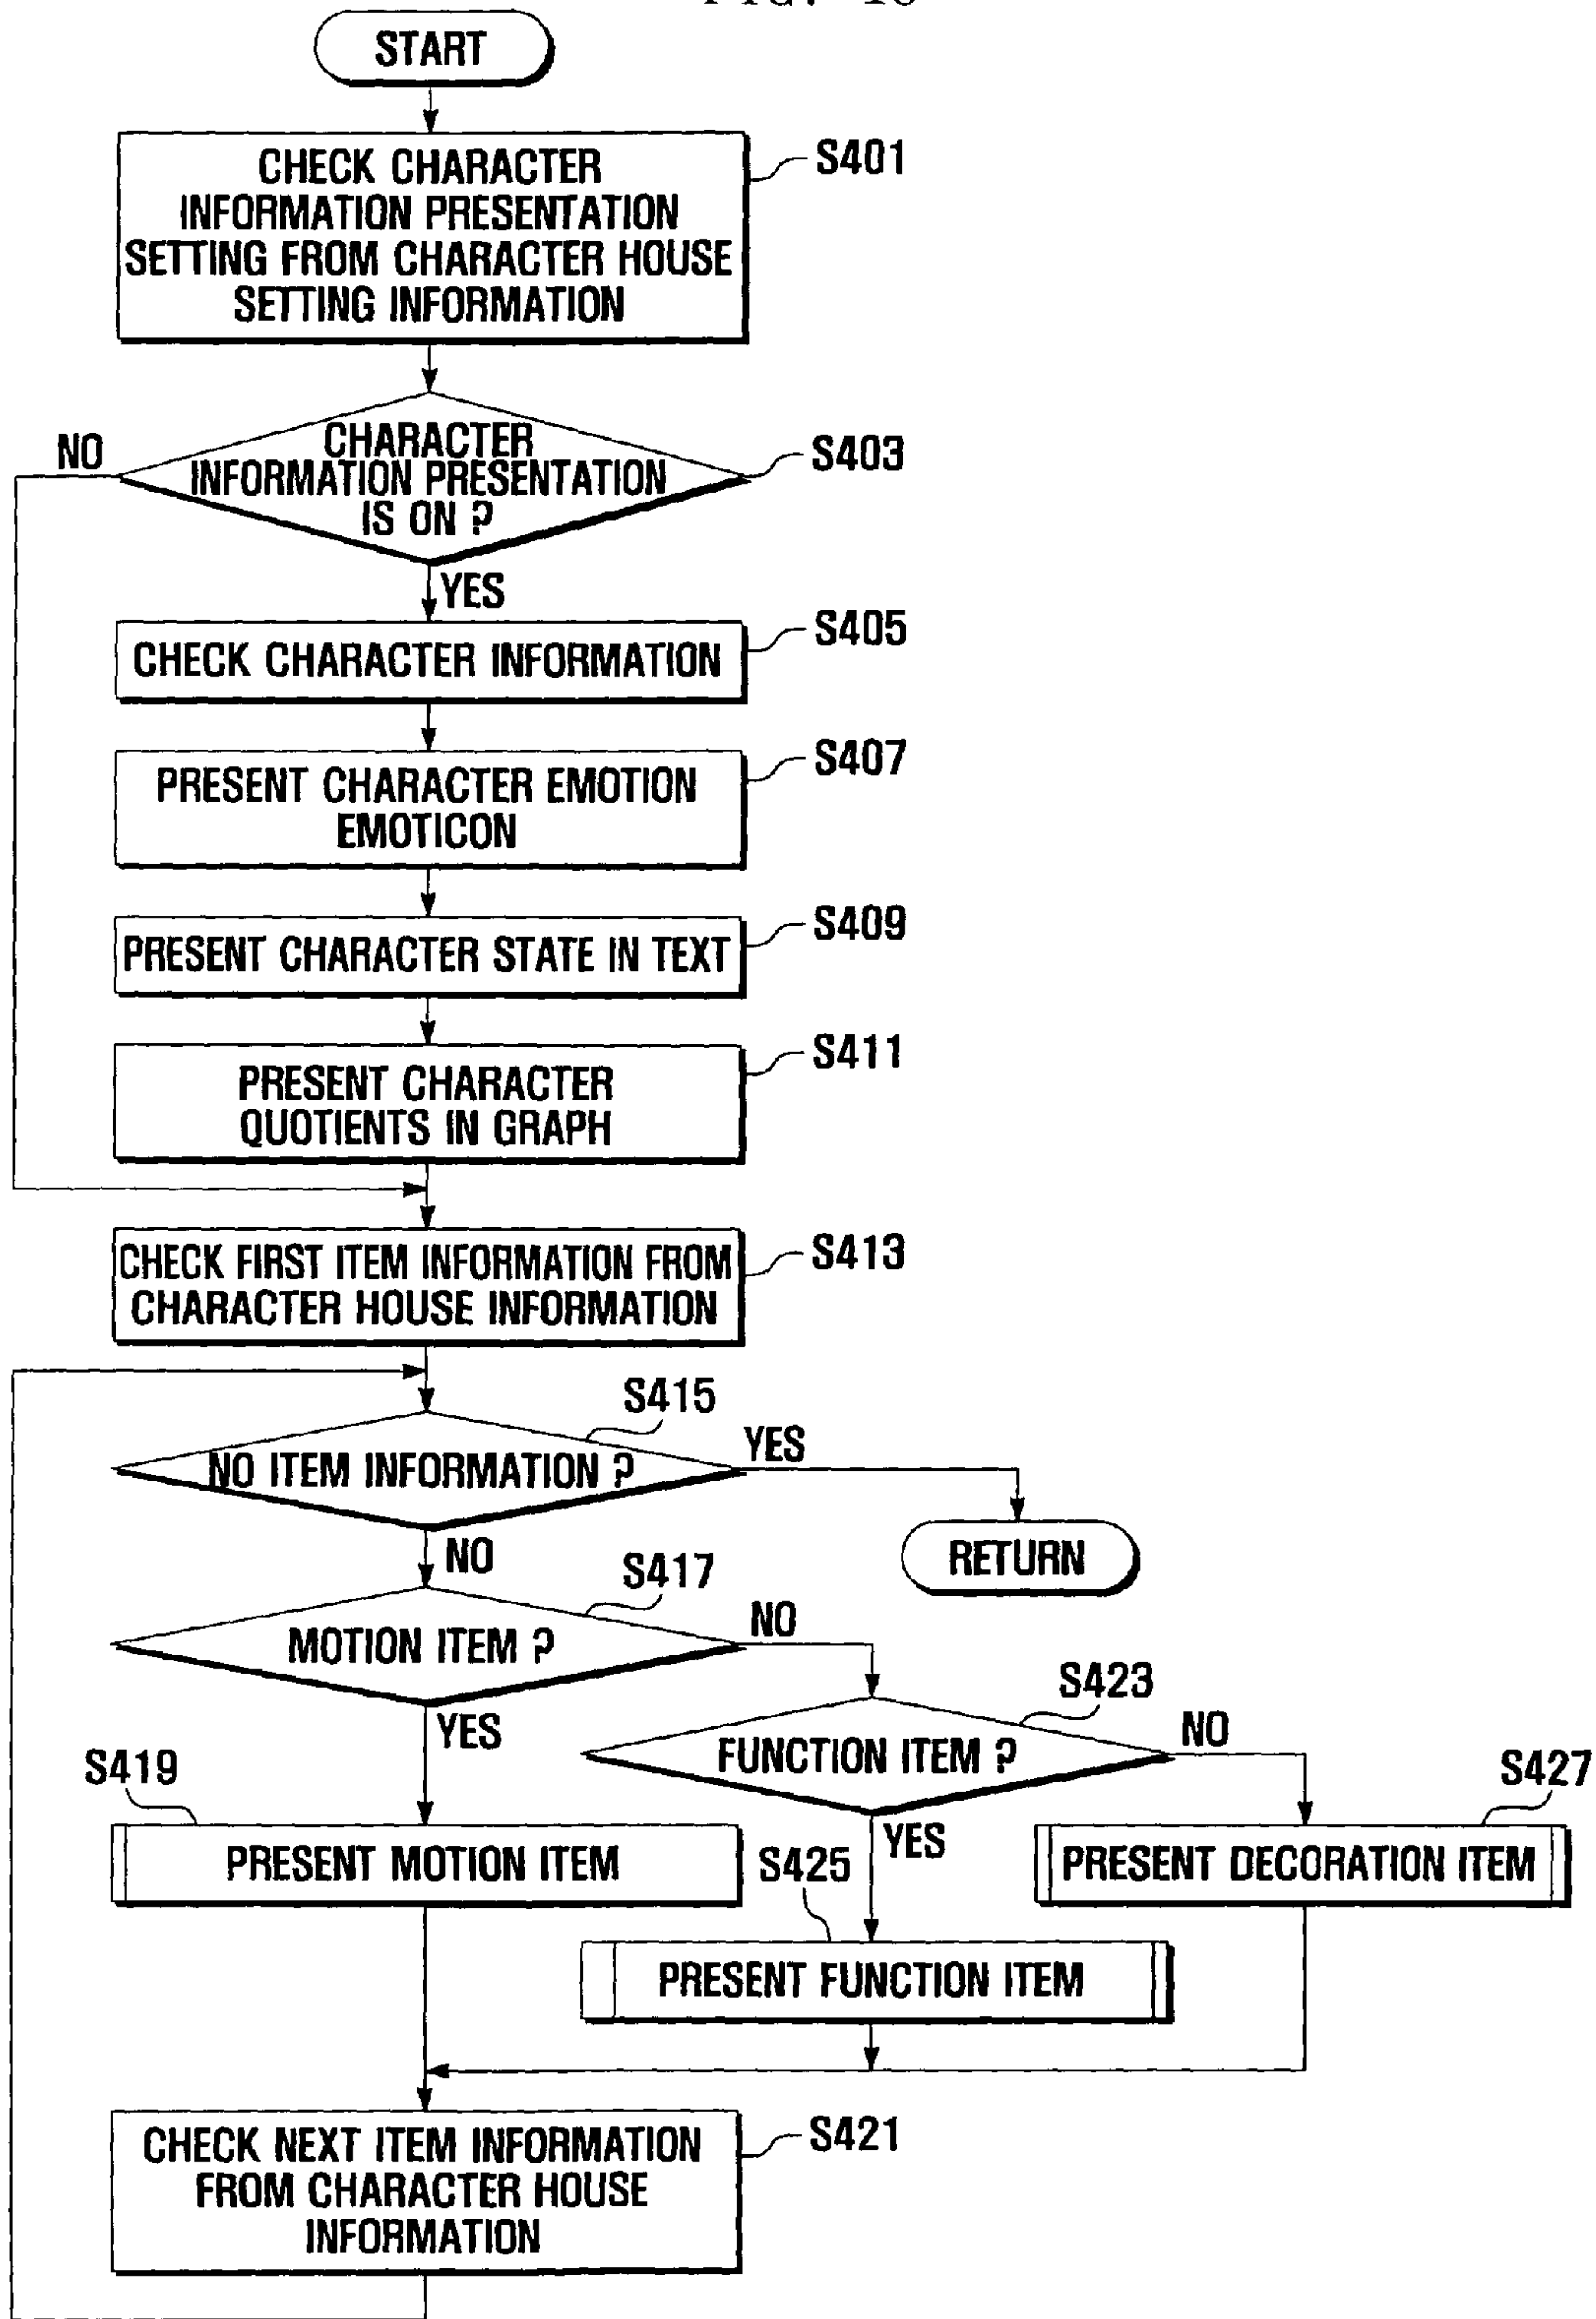 START
CHECK CHARACTER
INFORMATION PRESENTATION
SETTING FROM CHARACTER HOUSE
SETTING INFORMATION
S401
CHARACTER
INFORMATION PRESENTATION
IS ON ?
S403
NO
YES
CHECK CHARACTER INFORMATION
S405
PRESENT CHARACTER EMOTION
EMOTICON
S407
PRESENT CHARACTER STATE IN TEXT
S409
PRESENT CHARACTER
QUOTIENTS IN GRAPH
S411
CHECK FIRST ITEM INFORMATION FROM
CHARACTER HOUSE INFORMATION
S413
S415
NO ITEM INFORMATION ?
YES
RETURN
NO
S417
MOTION ITEM ?
NO
YES
S423
FUNCTION ITEM ?
NO
YES
S419
PRESENT MOTION ITEM
S427
PRESENT DECORATION ITEM
S425
PRESENT FUNCTION ITEM
CHECK NEXT ITEM INFORMATION
FROM CHARACTER HOUSE
INFORMATION
S421